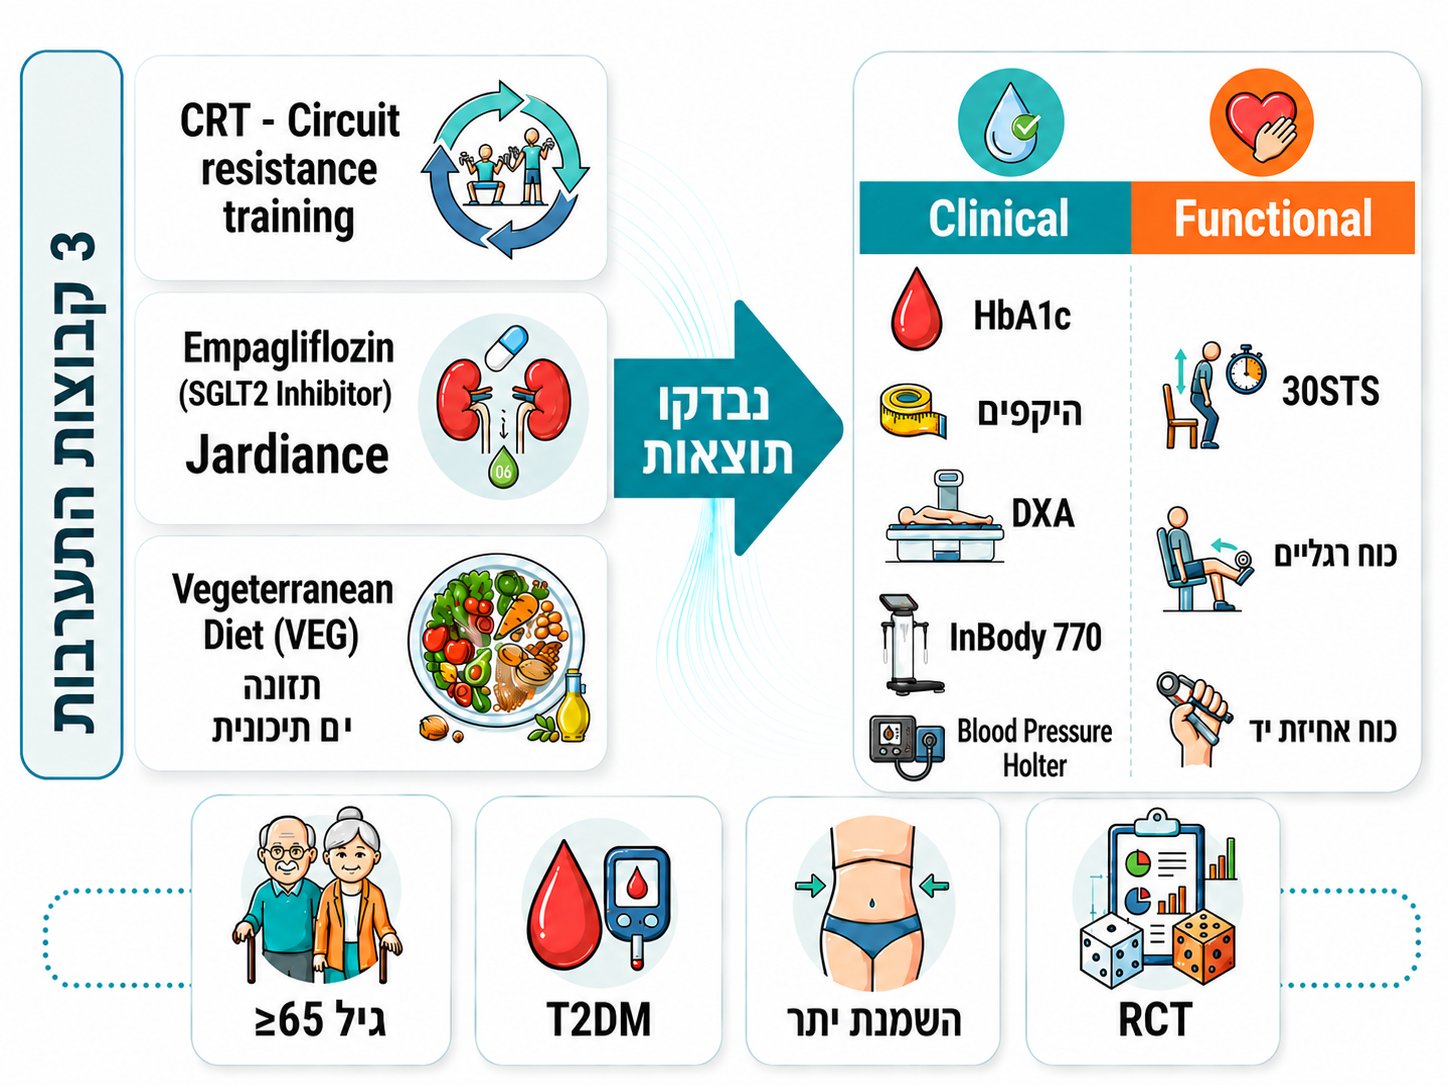 3 קבוצות התערבות
CRT - Circuit
resistance
training
Empagliflozin
(SGLT2 Inhibitor)
Jardiance
06
Vegeterranean
Diet (VEG)
תזונה
ים תיכונית
נבדקו
תוצאות
Clinical
HbA1c
היקפים
DXA
InBody 770
Blood Pressure
Holter
Functional
30STS
כוח רגליים
כוח אחיזת יד
גיל 65≤
T2DM
השמנת יתר
RCT